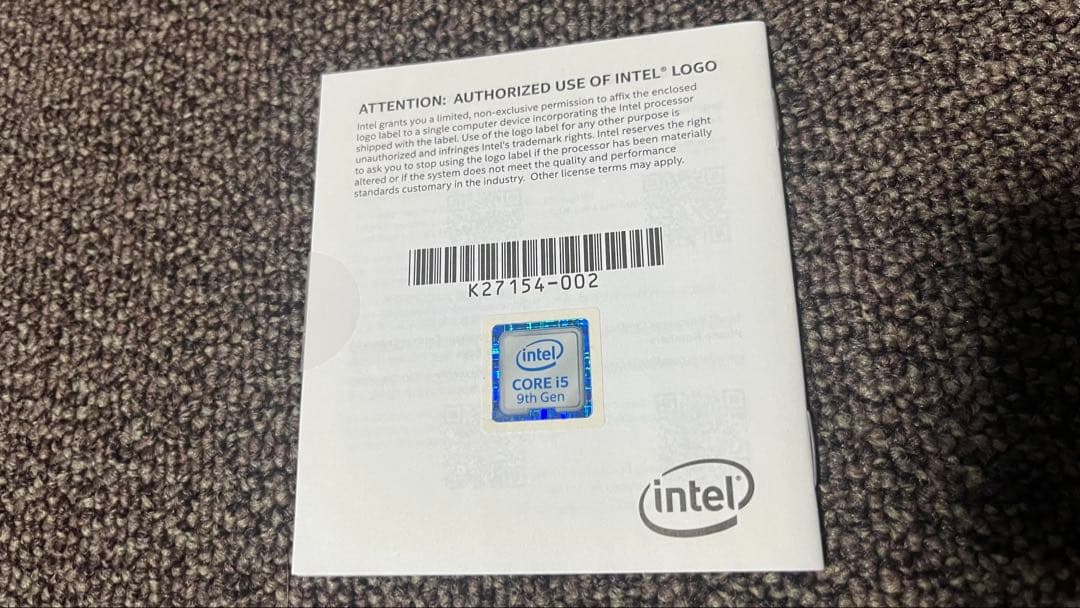 ATTENTION: AUTHORIZED USE OF INTEL® LOGO
Intel grants you a limited, non-exclusive permission to affix the enclosed
logo label to a single computer device incorporating the Intel processor
shipped with the label. Use of the logo label for any other purpose is
unauthorized and infringes Intel's trademark rights. Intel reserves the right
to ask you to stop using the logo label if the processor has been materially
altered or if the system does not meet the quality and performance
standards customary in the industry. Other license terms may apply.
K27154-002
intel
CORE i5
9th Gen
intel®